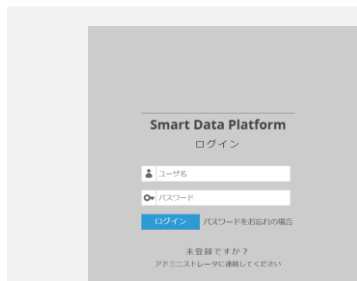 Smart Data Platform
ログイン
ユーザ名
パスワード
ログイン パスワードをお忘れの場合
未登録ですか？
アドミニストレータに連絡してください